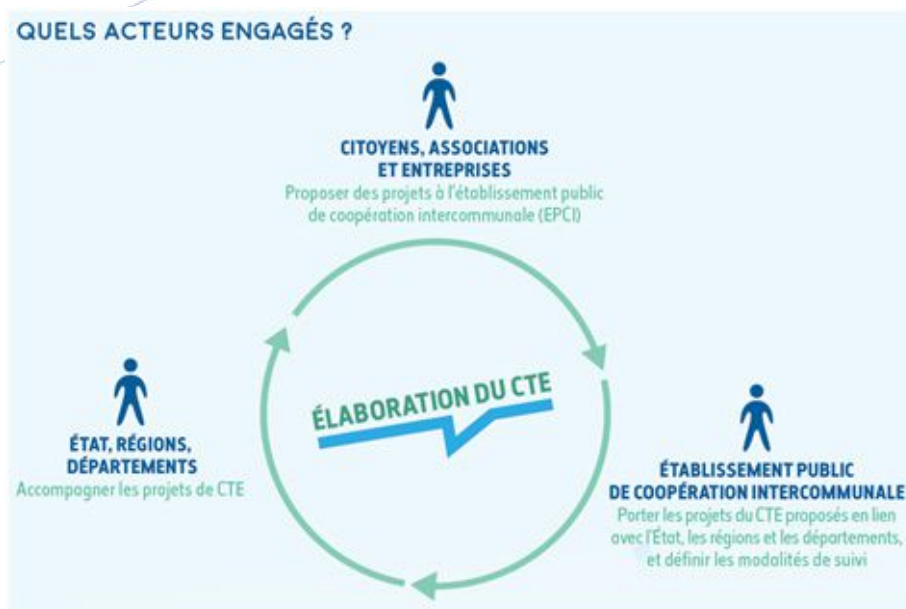 QUELS ACTEURS ENGAGÉS ?
CITOYENS, ASSOCIATIONS
ET ENTREPRISES
Proposer des projets à l'établissement public
de coopération intercommunale (EPCI)
ÉLABORATION DU CTE
ÉTAT, RÉGIONS,
DÉPARTEMENTS
Accompagner les projets de CTE
ÉTABLISSEMENT PUBLIC
DE COOPÉRATION INTERCOMMUNALE
Porter les projets du CTE proposés en lien
avec l'État, les régions et les départements,
et définir les modalités de suivi